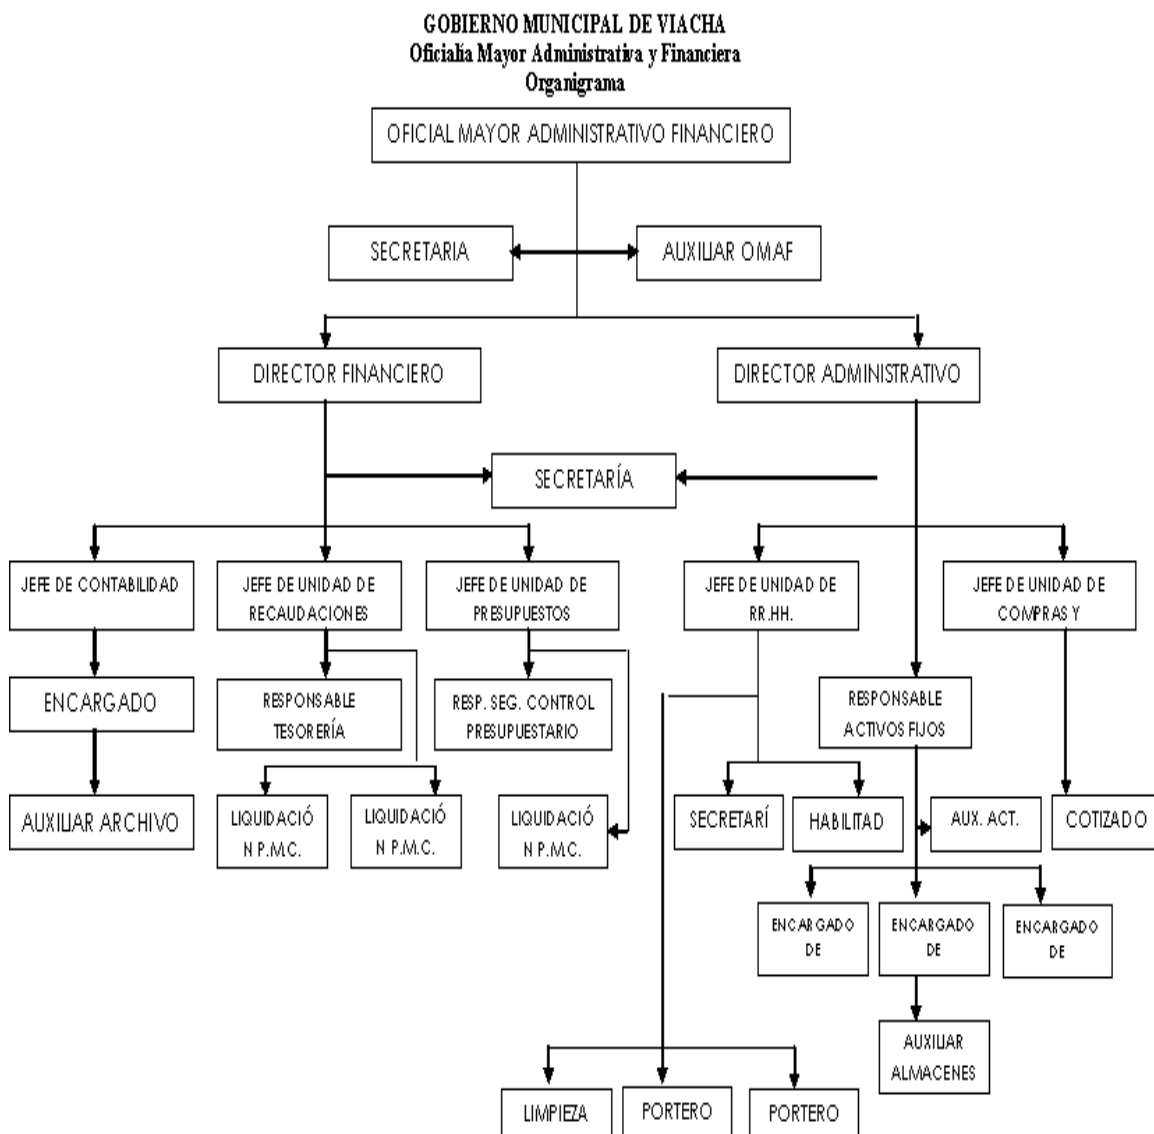 GOBIERNO MUNICIPAL DE VIACHA
Oficialia Mayor Administrativa y Financiera
Organigrama
OFICIAL MAYOR ADMINISTRATIVO FINANCIERO
SECRETARIA
AUXILIAR OMAF
DIRECTOR FINANCIERO
DIRECTOR ADMINISTRATIVO
SECRETARÍA
JEFE DE CONTABILIDAD
JEFE DE UNIDAD DE
RECAUDACIONES
JEFE DE UNIDAD DE
PRESUPUESTOS
JEFE DE UNIDAD DE
RR.HH.
JEFE DE UNIDAD DE
COMPRAS Y
ENCARGADO
RESPONSABLE
TESORERÍA
RESP. SEG. CONTROL
PRESUPUESTARIO
RESPONSABLE
ACTIVOS FIJOS
AUXILIAR ARCHIVO
LIQUIDACIÓ
N P.M.C.
LIQUIDACIÓ
N P.M.C.
LIQUIDACIÓ
N P.M.C.
SECRETARÍ
HABILITAD
AUX. ACT.
COTIZADO
ENCARGADO
DE
ENCARGADO
DE
ENCARGADO
DE
AUXILIAR
ALMACENES
LIMPIEZA
PORTERO
PORTERO